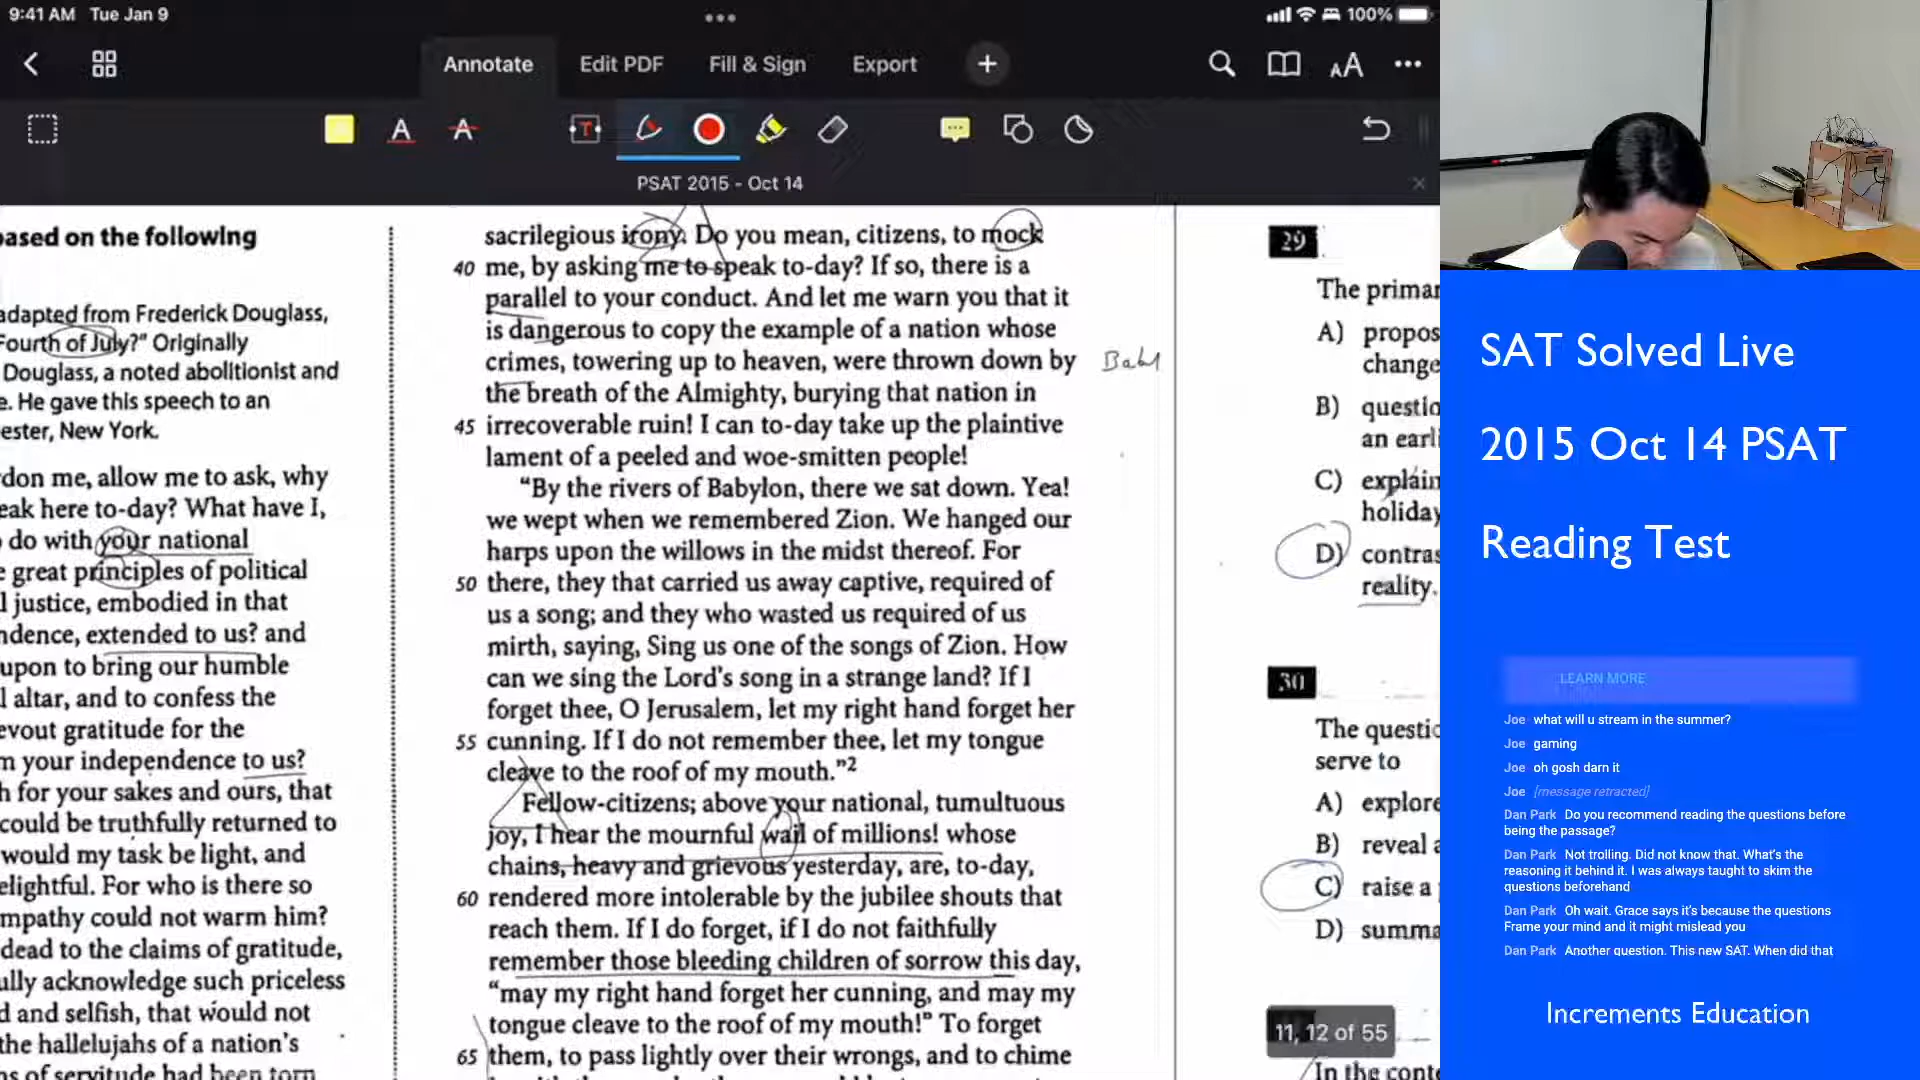 9:41 AM Tue Jan 9
100%
Annotate
Edit PDF
Fill & Sign
Export
AA
A
A
T
PSAT 2015 - Oct 14
based on the following
adapted from Frederick Douglass,
Fourth of July?" Originally
Douglass, a noted abolitionist and
e. He gave this speech to an
ester, New York.
rdon me, allow me to ask, why
eak here to-day? What have I,
o do with your national
e great principles of political
l justice, embodied in that
ndence, extended to us? and
upon to bring our humble
l altar, and to confess the
evout gratitude for the
m your independence to us?
h for your sakes and ours, that
could be truthfully returned to
would my task be light, and
elightful. For who is there so
mpathy could not warm him?
dead to the claims of gratitude,
ully acknowledge such priceless
d and selfish, that would not
the hallelujahs of a nation's
ns of servitude had been torn
sacrilegious irony. Do you mean, citizens, to mock
40 me, by asking me to speak to-day? If so, there is a
parallel to your conduct. And let me warn you that it
is dangerous to copy the example of a nation whose
crimes, towering up to heaven, were thrown down by
the breath of the Almighty, burying that nation in
45 irrecoverable ruin! I can to-day take up the plaintive
lament of a peeled and woe-smitten people!
"By the rivers of Babylon, there we sat down. Yea!
we wept when we remembered Zion. We hanged our
harps upon the willows in the midst thereof. For
50 there, they that carried us away captive, required of
us a song; and they who wasted us required of us
mirth, saying, Sing us one of the songs of Zion. How
can we sing the Lord's song in a strange land? If I
forget thee, O Jerusalem, let my right hand forget her
55 cunning. If I do not remember thee, let my tongue
cleave to the roof of my mouth."2
Fellow-citizens; above your national, tumultuous
joy, I hear the mournful wail of millions! whose
chains, heavy and grievous yesterday, are, to-day,
60 rendered more intolerable by the jubilee shouts that
reach them. If I do forget, if I do not faithfully
remember those bleeding children of sorrow this day,
"may my right hand forget her cunning, and may my
tongue cleave to the roof of my mouth!" To forget
65 them, to pass lightly over their wrongs, and to chime
29
The primar
A) propos
change
B) questio
an earli
C) explain
holiday
D) contras
reality.
30
The questio
serve to
A) explore
B) reveal a
C) raise a
D) summa
11, 12 of 55
In the conte
SAT Solved Live
2015 Oct 14 PSAT
Reading Test
LEARN MORE
Joe what will u stream in the summer?
Joe gaming
Joe oh gosh darn it
Joe [message retracted]
Dan Park Do you recommend reading the questions before
being the passage?
Dan Park Not trolling. Did not know that. What's the
reasoning it behind it. I was always taught to skim the
questions beforehand
Dan Park Oh wait. Grace says it's because the questions
Frame your mind and it might mislead you
Dan Park Another question. This new SAT. When did that
Increments Education